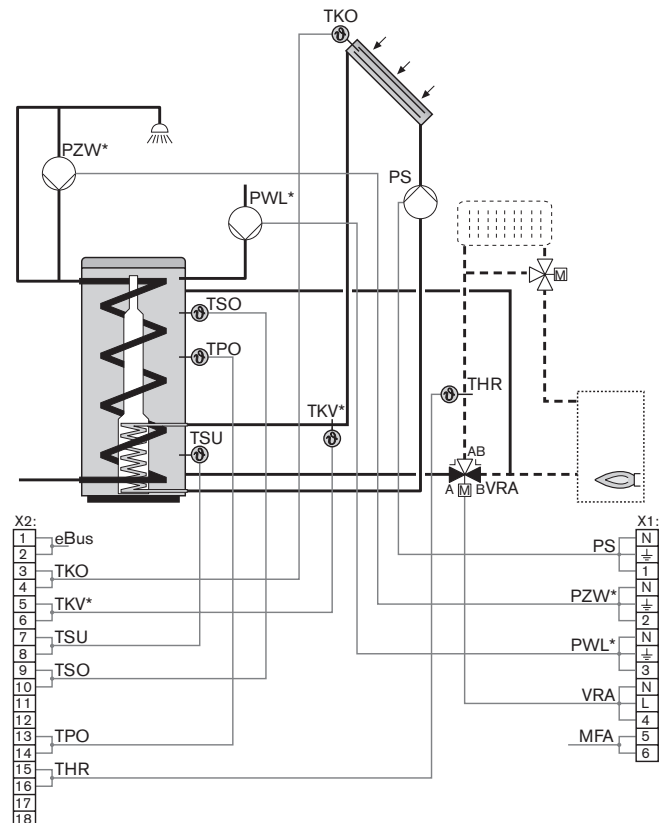 TKO
PZW*
PWL*
PS
M
TSO
TPO
THR
TKV*
TSU
AB
A M B VRA
X2:
1
2
eBus
3
4
TKO
5
6
TKV*
7
8
TSU
9
10
TSO
11
12
13
14
TPO
15
16
THR
17
18
X1:
PS
N
1
PZW*
N
2
PWL*
N
3
VRA
N
L
4
MFA
5
6